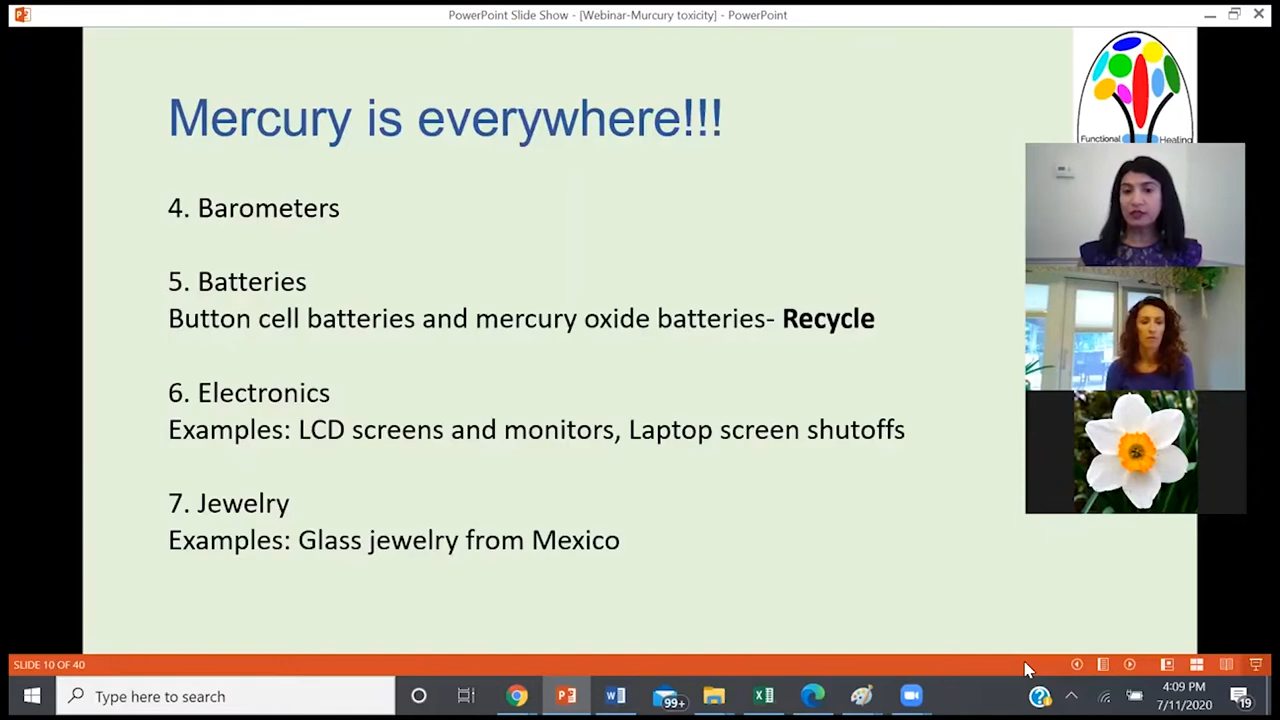 PowerPoint Slide Show - [Webinar-Murcury toxicity] - PowerPoint
Mercury is everywhere!!!
Functional Healing
4. Barometers
5. Batteries
Button cell batteries and mercury oxide batteries- Recycle
6. Electronics
Examples: LCD screens and monitors, Laptop screen shutoffs
7. Jewelry
Examples: Glass jewelry from Mexico
SLIDE 10 OF 40
Type here to search
99+
4:09 PM
7/11/2020
19